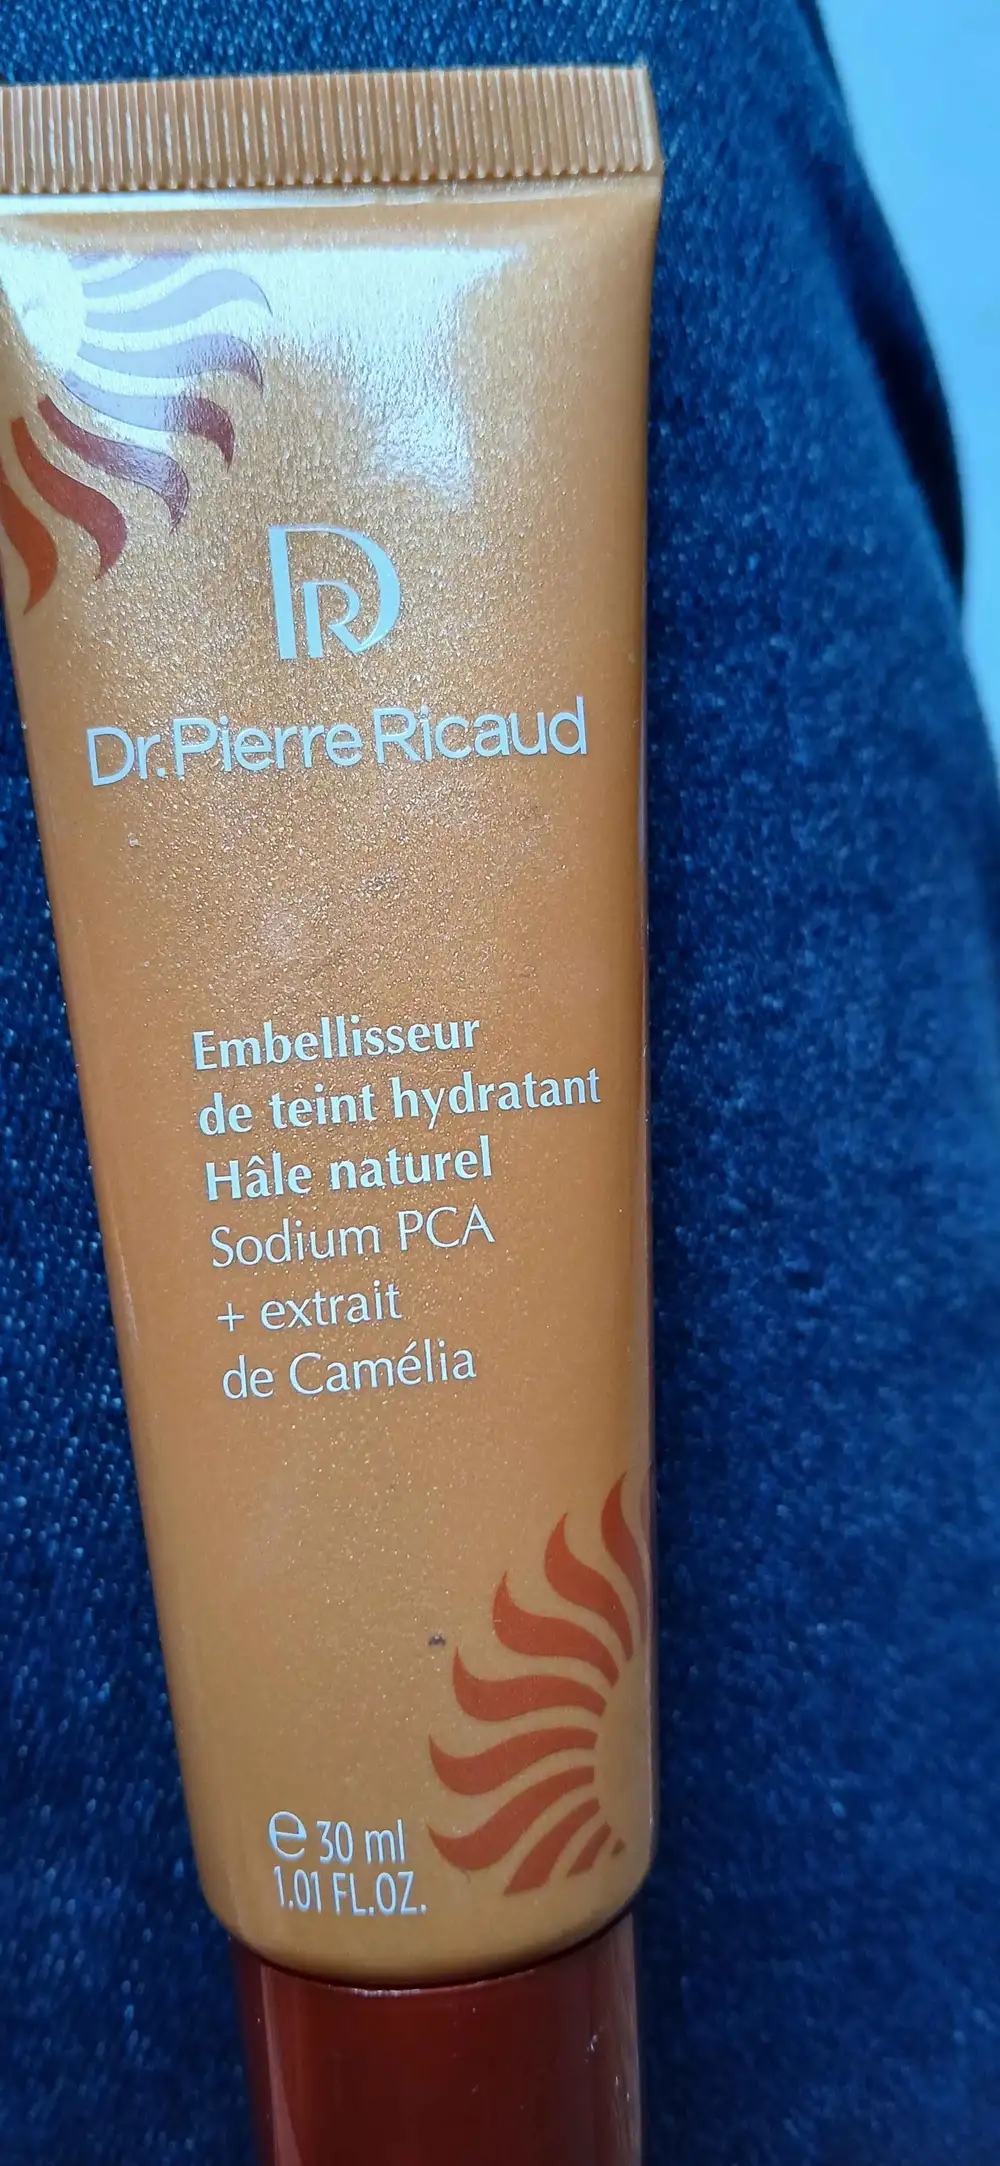 DR
Dr.Pierre Ricaud
Embellisseur
de teint hydratant
Hâle naturel
Sodium PCA
+ extrait
de Camélia
℮ 30 ml
1.01 FL.OZ.